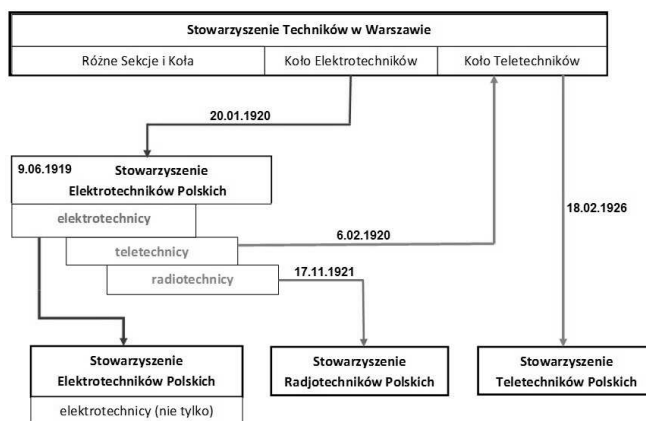 Stowarzyszenie Techników w Warszawie
Różne Sekcje i Koła
Koło Elektrotechników
Koło Teletechników
20.01.1920
9.06.1919 Stowarzyszenie
Elektrotechników Polskich
elektrotechnicy
18.02.1926
6.02.1920
teletechnicy
radiotechnicy
17.11.1921
Stowarzyszenie
Elektrotechników Polskich
elektrotechnicy (nie tylko)
Stowarzyszenie
Radjotechników Polskich
Stowarzyszenie
Teletechników Polskich